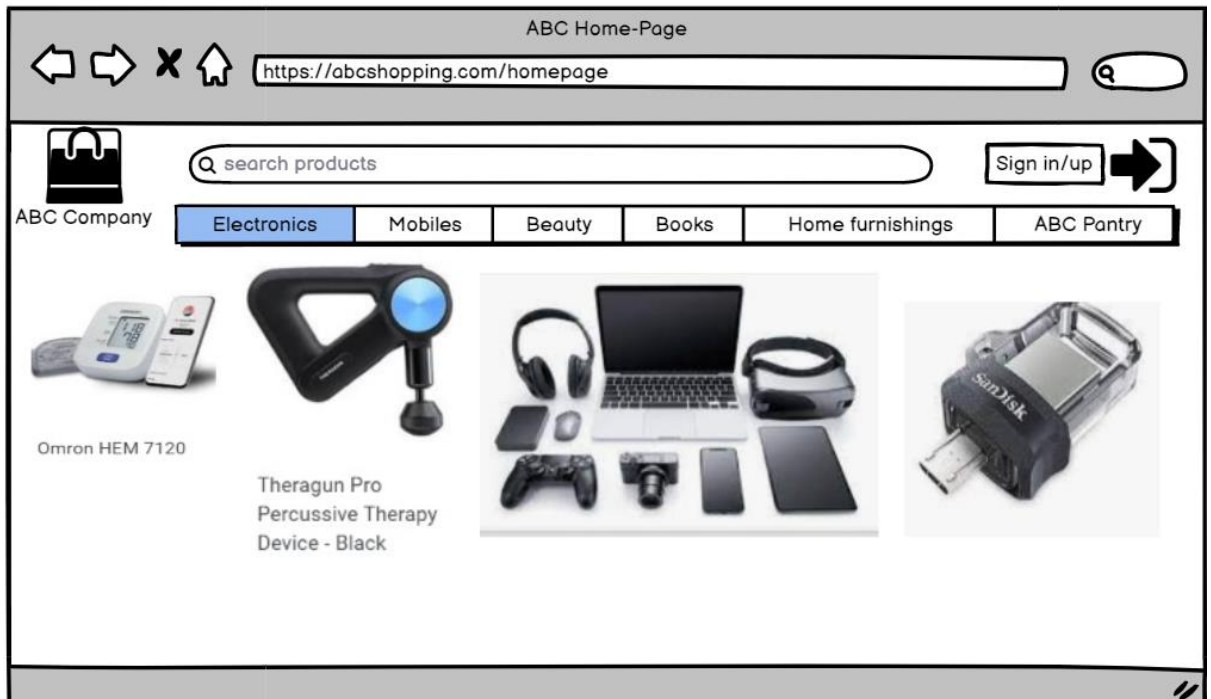 ABC Home-Page
https://abcshopping.com/homepage
search products
Sign in/up
ABC Company
Electronics
Mobiles
Beauty
Books
Home furnishings
ABC Pantry
Omron HEM 7120
Theragun Pro
Percussive Therapy
Device - Black
SanDisk